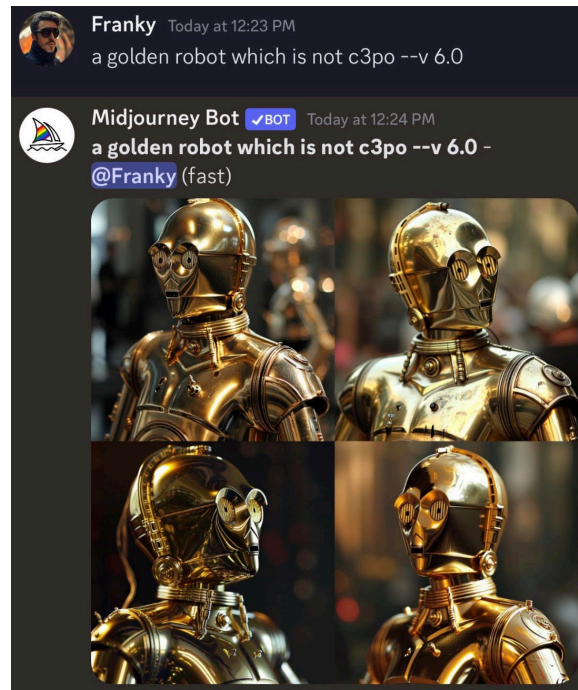 Franky Today at 12:23 PM
a golden robot which is not c3po --v 6.0
Midjourney Bot ✓BOT Today at 12:24 PM
a golden robot which is not c3po --v 6.0 -
@Franky (fast)